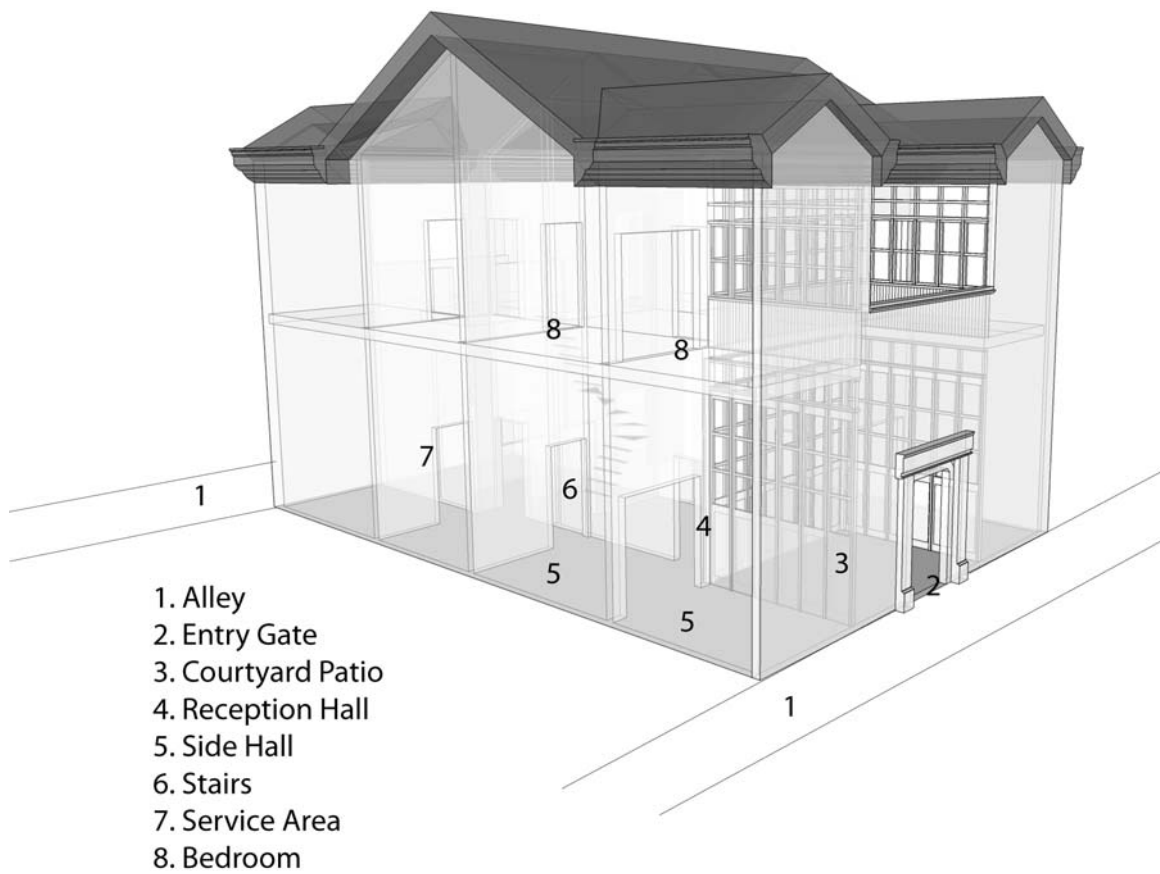 8
8
7
6
1
4
5
3
2
5
1
1. Alley
2. Entry Gate
3. Courtyard Patio
4. Reception Hall
5. Side Hall
6. Stairs
7. Service Area
8. Bedroom